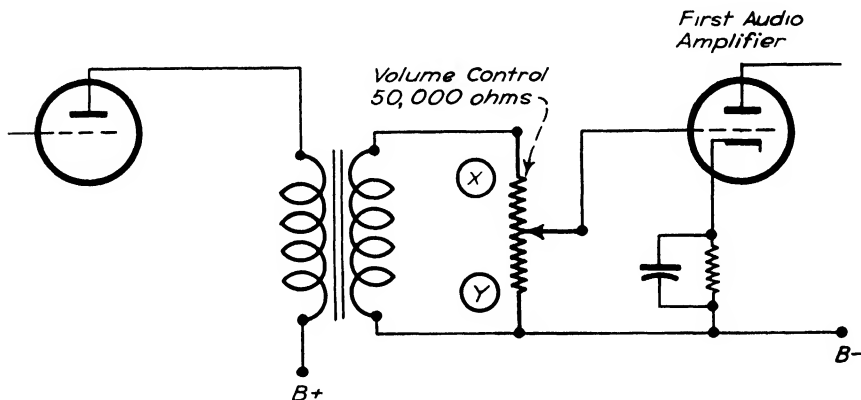 First Audio
Amplifier
Volume Control
50,000 ohms
X
Y
B+
B-